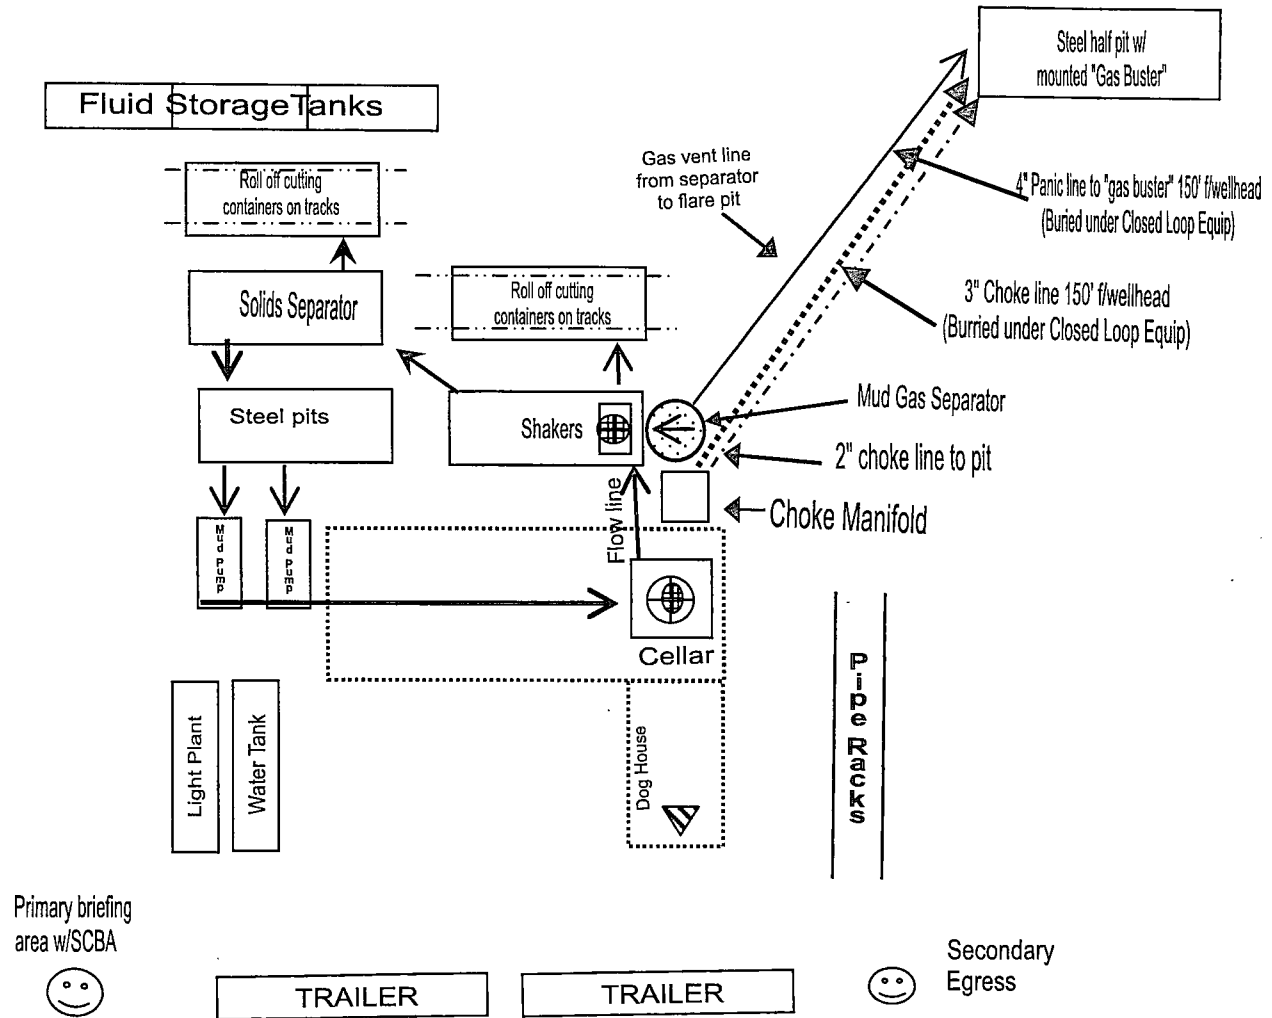 Steel half pit w/
mounted "Gas Buster"
Fluid StorageTanks
Gas vent line
from separator
to flare pit
Roll off cutting
containers on tracks
4" Panic line to "gas buster" 150' f/wellhead
(Buried under Closed Loop Equip)
Solids Separator
Roll off cutting
containers on tracks
3" Choke line 150' f/wellhead
(Burried under Closed Loop Equip)
Steel pits
Shakers
Mud Gas Separator
2" choke line to pit
Flow line
Choke Manifold
Mud Pump
Mud Pump
Cellar
Pipe Racks
Light Plant
Water Tank
Dog House
Primary briefing
area w/SCBA
Secondary
Egress
TRAILER
TRAILER